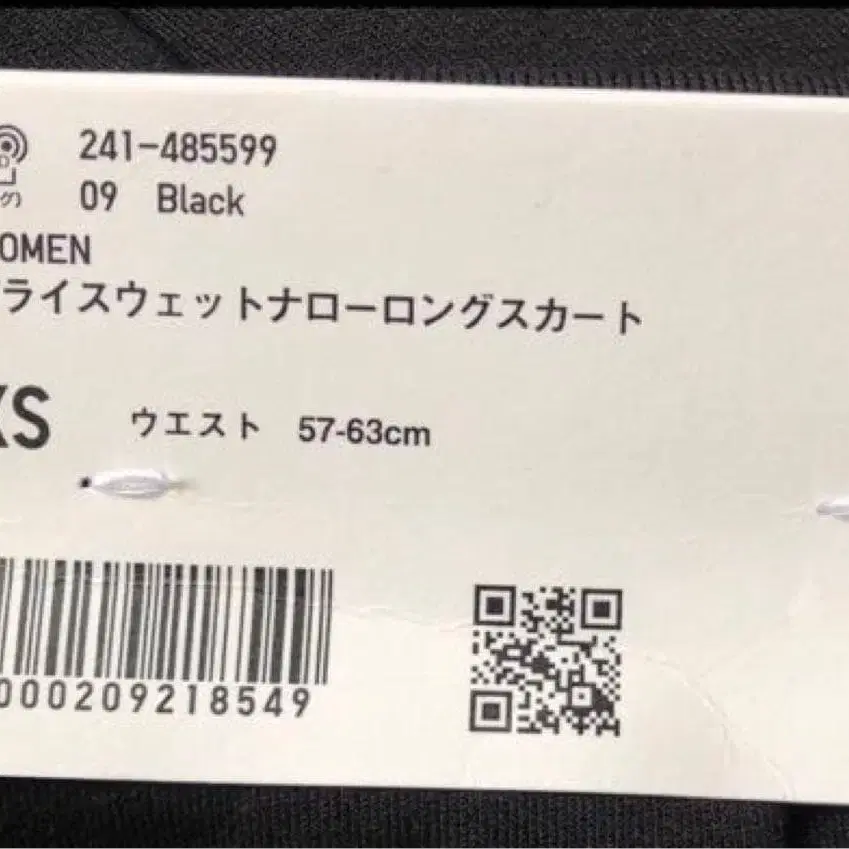 241-485599
09 Black
OMEN
ライスウェットナローロングスカート
XS ウエスト 57-63cm
000209218549